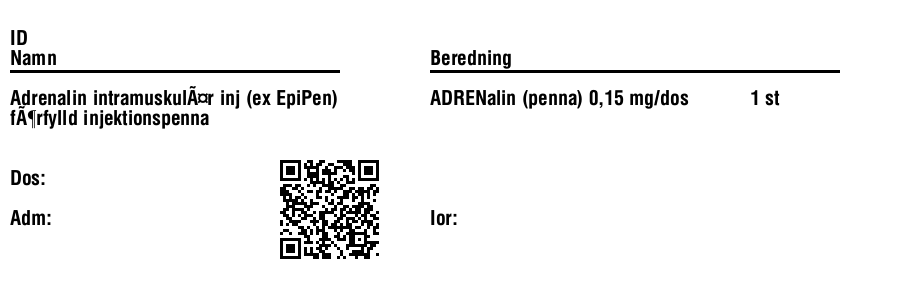 ID
Namn
Beredning
Adrenalin intramuskulÃ¤r inj (ex EpiPen)
fÃ¶rfylld injektionspenna
ADRENalin (penna) 0,15 mg/dos 1 st
Dos:
Adm:
Ior: